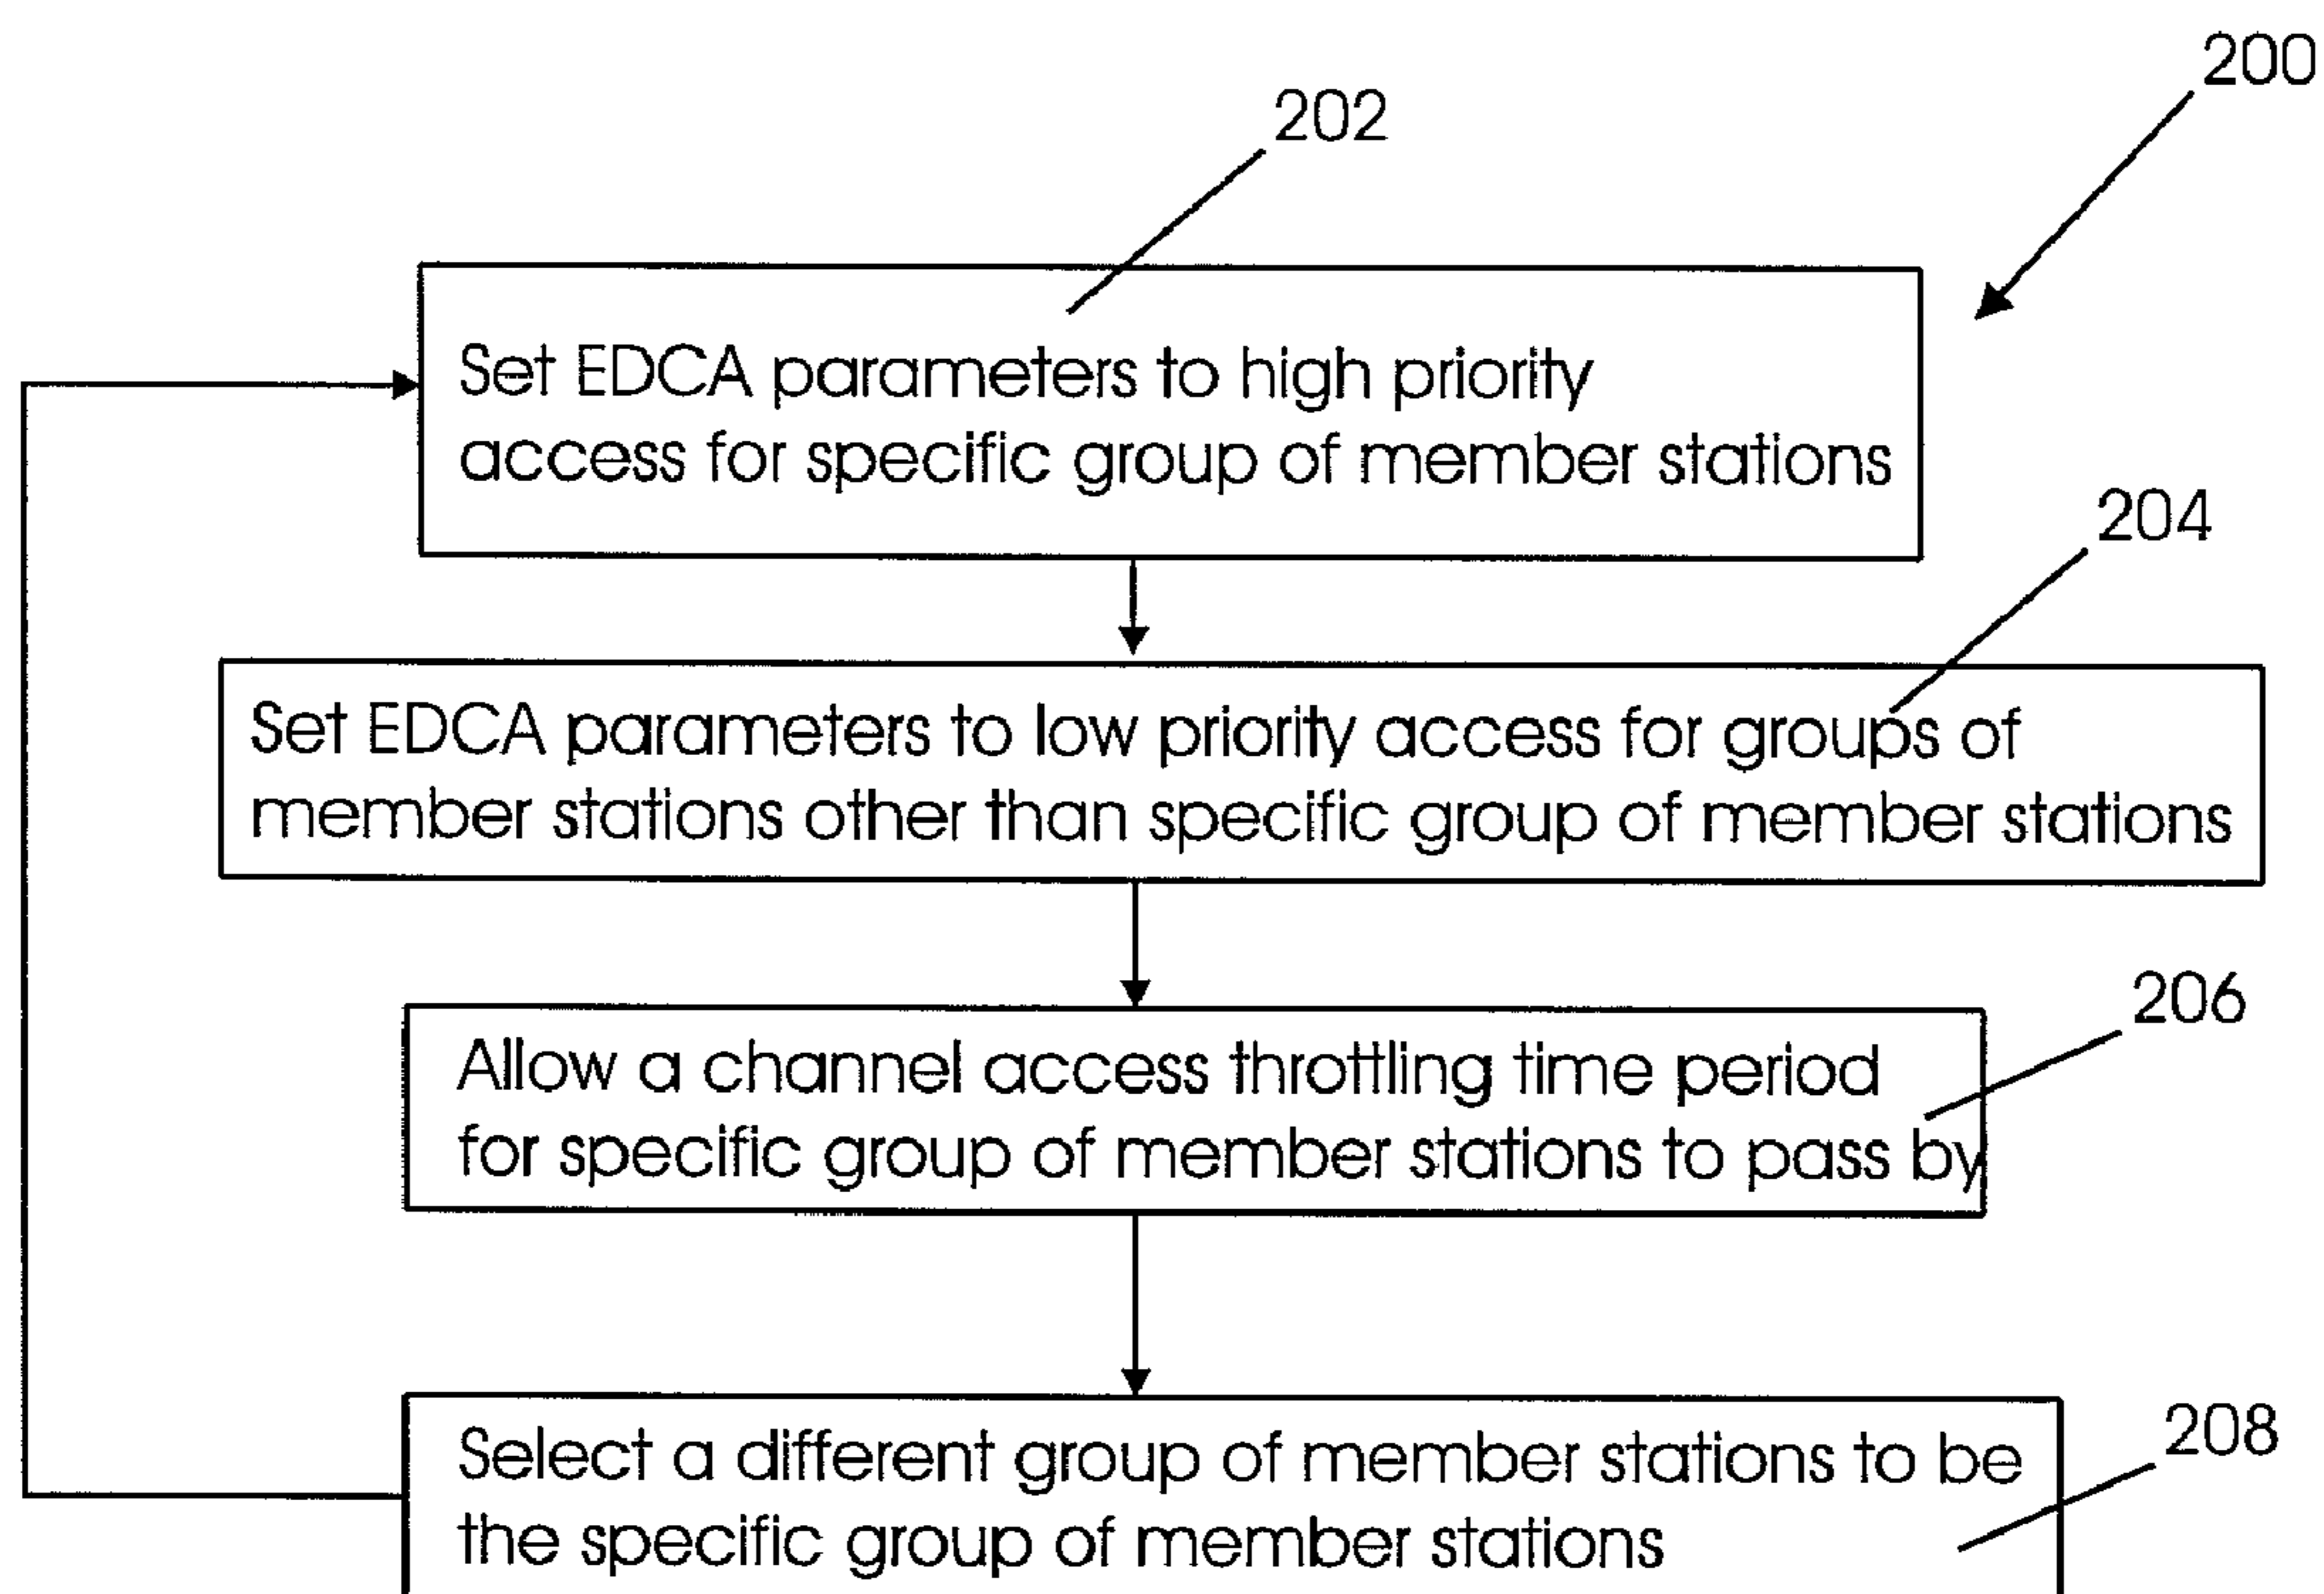 200
202
Set EDCA parameters to high priority
access for specific group of member stations
204
Set EDCA parameters to low priority access for groups of
member stations other than specific group of member stations
206
Allow a channel access throttling time period
for specific group of member stations to pass by
208
Select a different group of member stations to be
the specific group of member stations